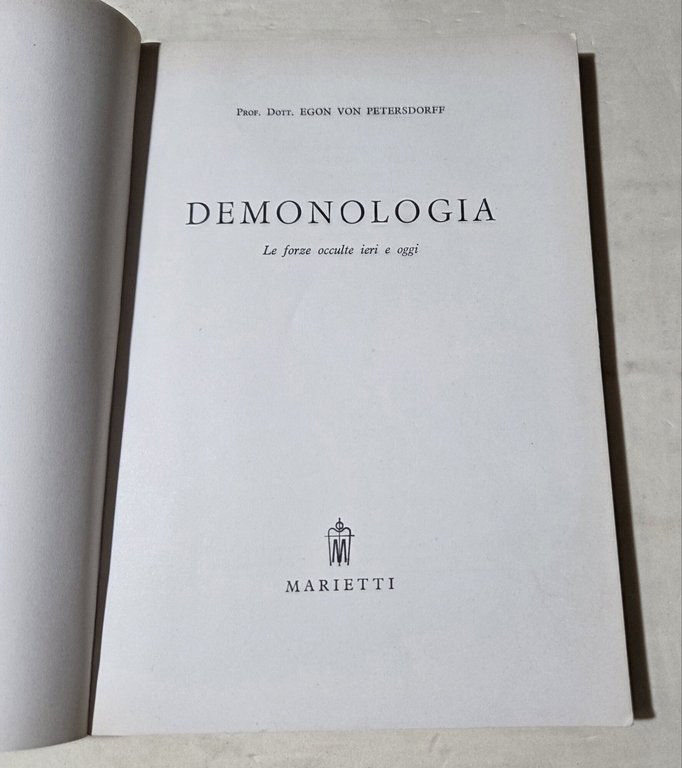 Prof. Dott. EGON VON PETERSDORFF
DEMONOLOGIA
Le forze occulte ieri e oggi
M
MARIETTI